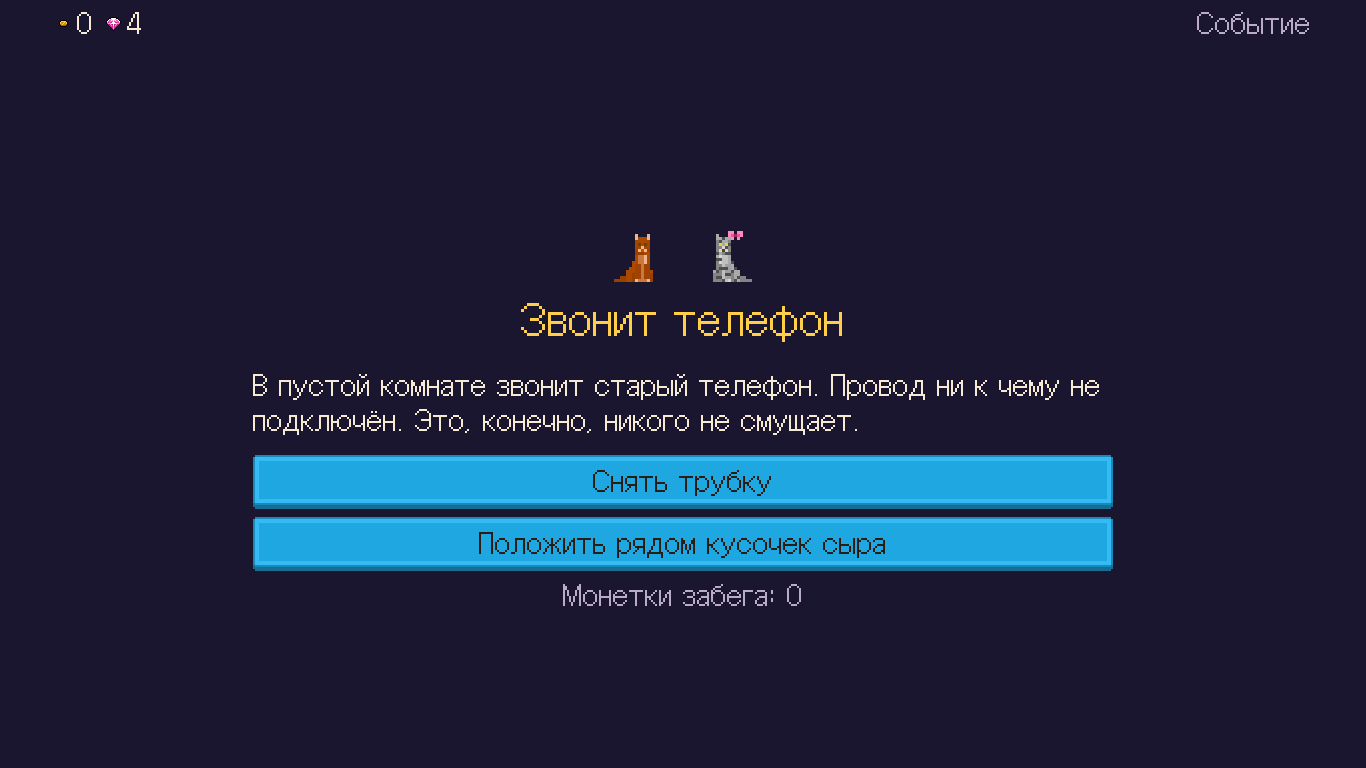 0 4
Событие
Звонит телефон
В пустой комнате звонит старый телефон. Провод ни к чему не
подключён. Это, конечно, никого не смущает.
Снять трубку
Положить рядом кусочек сыра
Монетки забега: 0